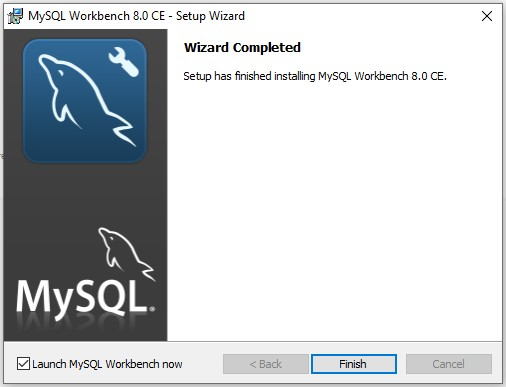 MySQL Workbench 8.0 CE - Setup Wizard
Wizard Completed
Setup has finished installing MySQL Workbench 8.0 CE.
MySQL®
Launch MySQL Workbench now
< Back
Finish
Cancel